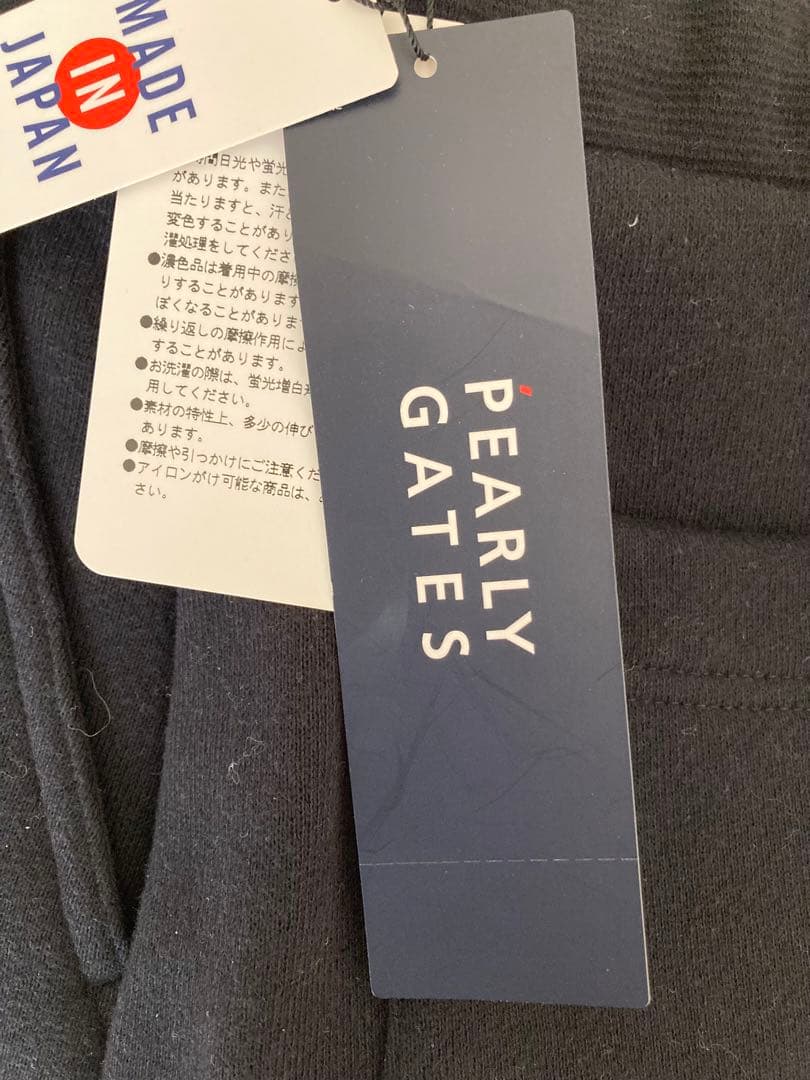 MADE
IN
JAPAN
間日光や蛍光
があります。また
当たりますと、汗
変色することがあり
濯処理をしてくださ
●濃色品は着用中の摩擦
りすることがあります
ぽくなることがありま
●繰り返しの摩擦作用によ
することがあります。
●お洗濯の際は、蛍光増白
用してください。
●素材の特性上、多少の伸び
あります。
●摩擦や引っかけにご注意くだ
●アイロンがけ可能な商品は、
さい。
PEARLY
GATES